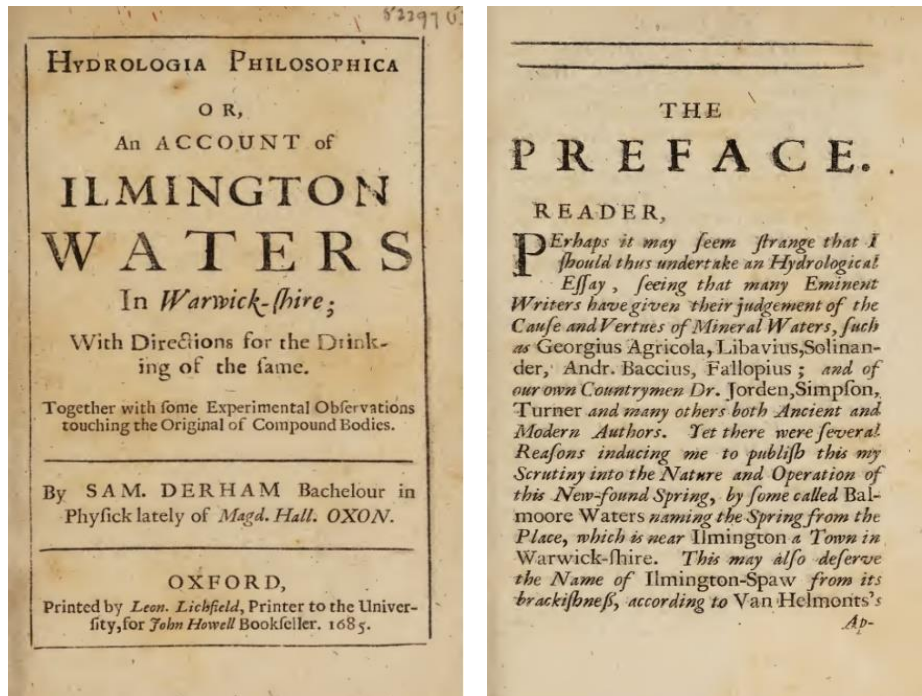 82297
HYDROLOGIA PHILOSOPHICA
OR,
An ACCOUNT of
ILMINGTON
WATERS
In Warwick-ſhire;
With Directions for the Drink-
ing of the ſame.
Together with ſome Experimental Obſervations
touching the Original of Compound Bodies.
By SAM. DERHAM Bachelour in
Phyſick lately of Magd. Hall. OXON.
OXFORD,
Printed by Leon. Lichfield, Printer to the Univer-
ſity, for John Howell Bookſeller. 1685.
THE
PREFACE.
READER,
PErhaps it may ſeem ſtrange that I
ſhould thus undertake an Hydrological
Eſſay, ſeeing that many Eminent
Writers have given their judgement of the
Cauſe and Vertues of Mineral Waters, ſuch
as Georgius Agricola, Libavius, Solinan-
der, Andr. Baccius, Fallopius; and of
our own Countrymen Dr. Jorden, Simpſon,
Turner and many others both Ancient and
Modern Authors. Yet there were ſeveral
Reaſons inducing me to publiſh this my
Scrutiny into the Nature and Operation of
this New-found Spring, by ſome called Bal-
moore Waters naming the Spring from the
Place, which is near Ilmington a Town in
Warwick-ſhire. This may alſo deſerve
the Name of Ilmington-Spaw from its
brackiſhneſs, according to Van Helmonts's
Ap-